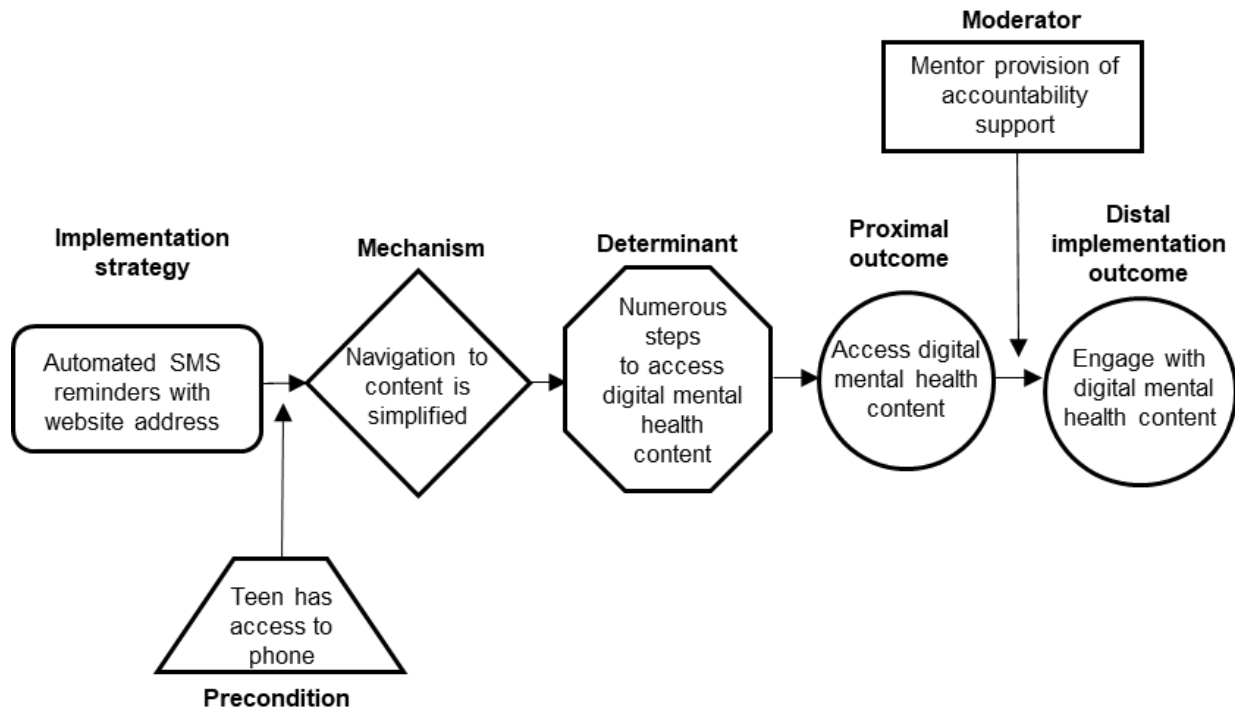 Moderator
Mentor provision of
accountability
support
Implementation
strategy
Automated SMS
reminders with
website address
Mechanism
Navigation to
content is
simplified
Determinant
Numerous
steps
to access
digital mental
health
content
Proximal
outcome
Access digital
mental health
content
Distal
implementation
outcome
Engage with
digital mental
health content
Teen has
access to
phone
Precondition